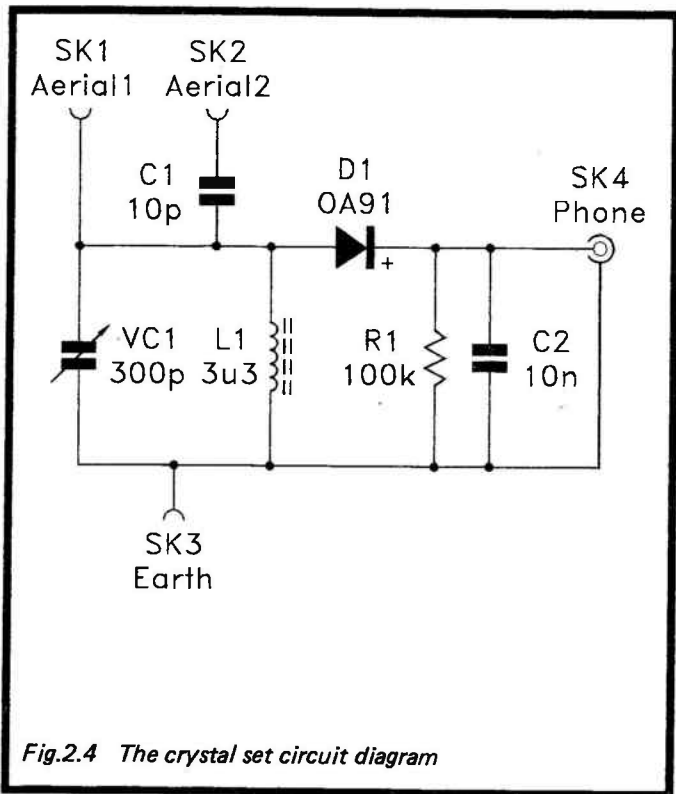 SK1
Aerial1
SK2
Aerial2
C1
10p
D1
OA91
+
SK4
Phone
VC1
300p
L1
3u3
R1
100k
C2
10n
SK3
Earth
Fig.2.4 The crystal set circuit diagram